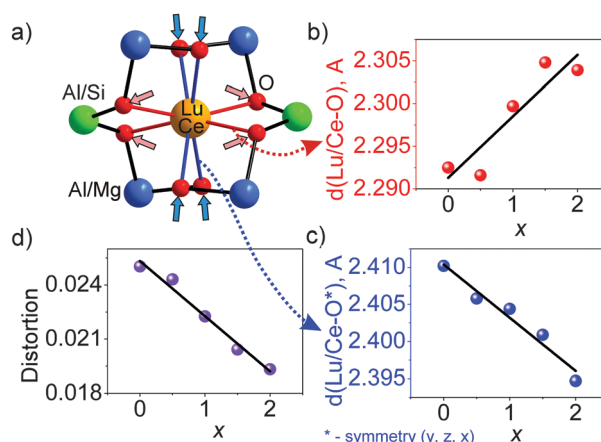 a)
Al/Si
O
Lu
Ce
Al/Mg
b)
d(Lu/Ce-O), A
2.305
2.300
2.295
2.290
0 1 2
x
d)
Distortion
0.024
0.021
0.018
0 1 2
x
c)
d(Lu/Ce-O*), A
2.410
2.405
2.400
2.395
0 1 2
x
* - symmetry (y, z, x)